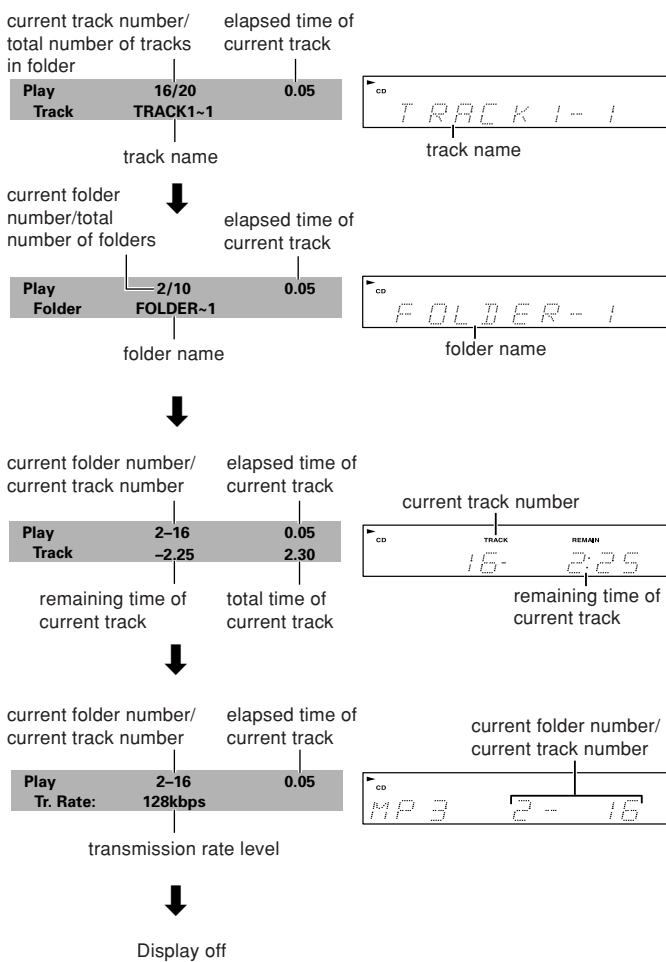 current track number/
total number of tracks
in folder
elapsed time of
current track
Play 16/20 0.05
Track TRACK1~1
track name
CD
TRACK1-1
track name
current folder
number/total
number of folders
elapsed time of
current track
Play 2/10 0.05
Folder FOLDER~1
folder name
CD
FOLDER-1
folder name
current folder number/
current track number
elapsed time of
current track
Play 2–16 0.05
Track –2.25 2.30
remaining time of
current track
total time of
current track
current track number
CD TRACK REMAIN
16- 2:25
remaining time of
current track
current folder number/
current track number
elapsed time of
current track
Play 2–16 0.05
Tr. Rate: 128kbps
transmission rate level
current folder number/
current track number
CD
MP3 2- 16
Display off